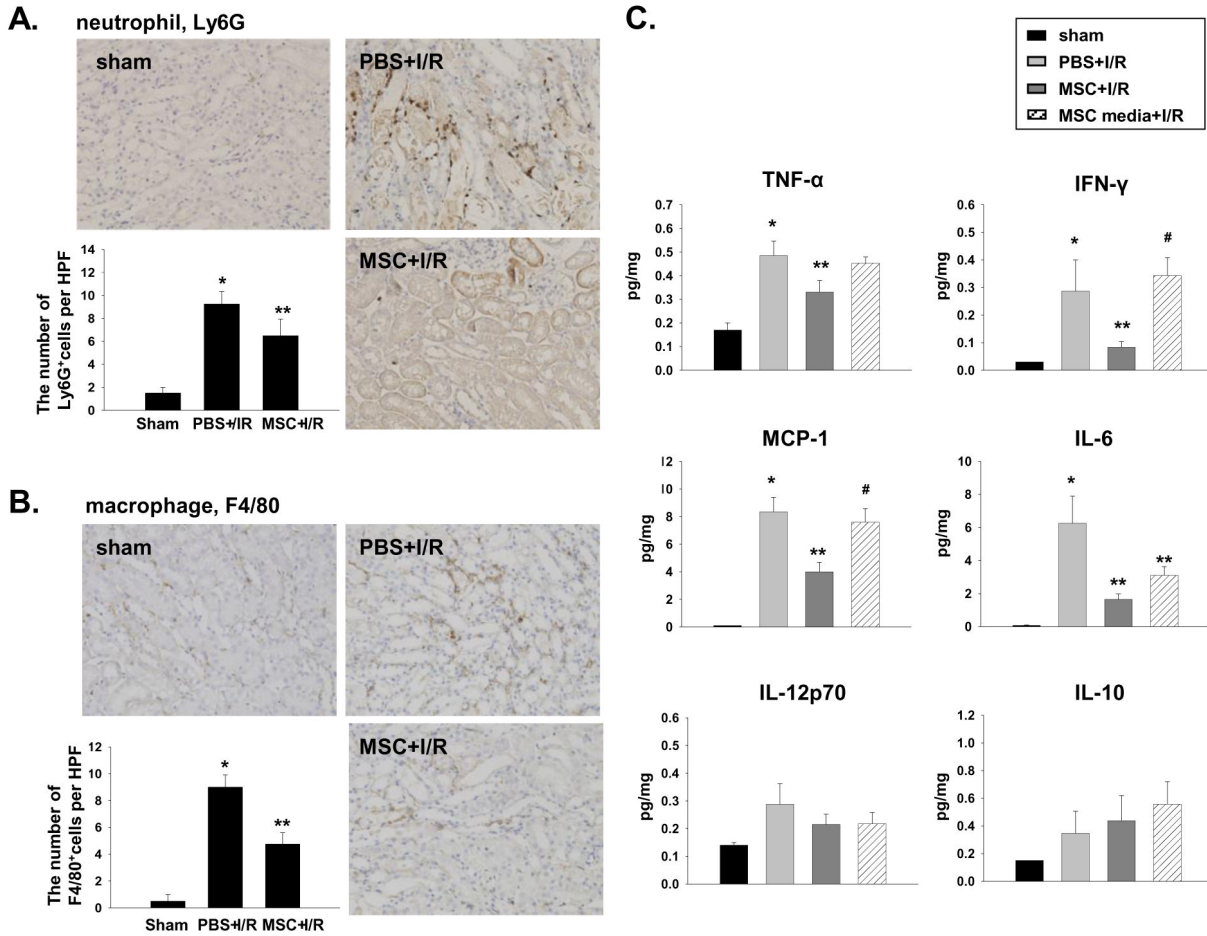 A.
neutrophil, Ly6G
sham
PBS+I/R
MSC+I/R
The number of
Ly6G⁺cells per HPF
14
12
10
8
6
4
2
0
*
**
Sham PBS+/IR MSC+I/R
B.
macrophage, F4/80
sham
PBS+I/R
MSC+I/R
The number of
F4/80⁺cells per HPF
12
10
8
6
4
2
0
*
**
Sham PBS+I/R MSC+I/R
C.
sham
PBS+I/R
MSC+I/R
MSC media+I/R
TNF-α
pg/mg
0.7
0.6
0.5
0.4
0.3
0.2
0.1
0.0
*
**
IFN-γ
pg/mg
0.6
0.5
0.4
0.3
0.2
0.1
0.0
*
**
#
MCP-1
pg/mg
12
10
8
6
4
2
0
*
**
#
IL-6
pg/mg
10
8
6
4
2
0
*
**
**
IL-12p70
pg/mg
0.6
0.5
0.4
0.3
0.2
0.1
0.0
IL-10
pg/mg
1.2
1.0
0.8
0.6
0.4
0.2
0.0